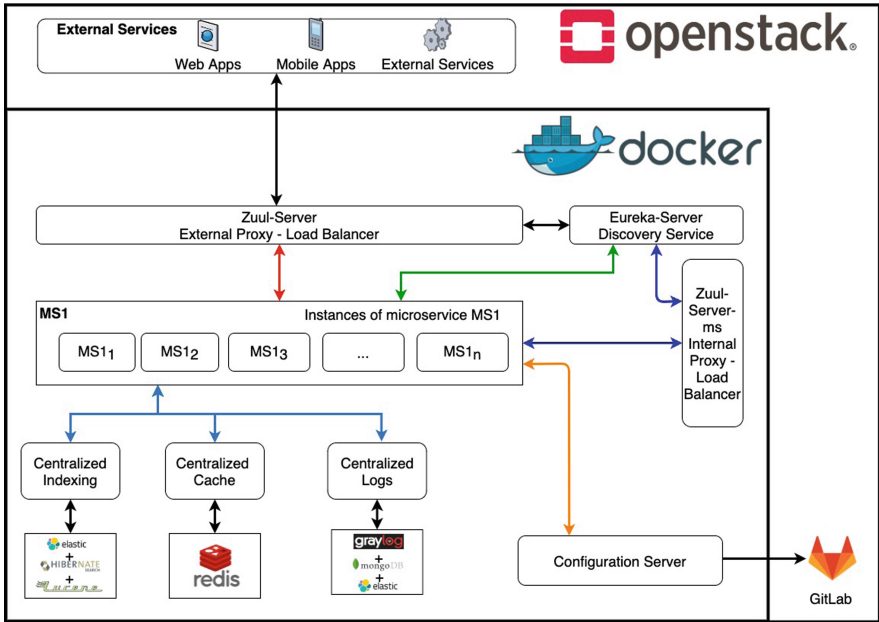 External Services
Web Apps
Mobile Apps
External Services
openstack.
docker
Zuul-Server
External Proxy - Load Balancer
Eureka-Server
Discovery Service
Zuul-
Server-
ms
Internal
Proxy -
Load
Balancer
MS1
Instances of microservice MS1
MS1₁
MS1₂
MS1₃
...
MS1ₙ
Centralized
Indexing
Centralized
Cache
Centralized
Logs
elastic
+
HIBERNATE
SEARCH
+
Lucene
redis
graylog
+
mongoDB
+
elastic
Configuration Server
GitLab